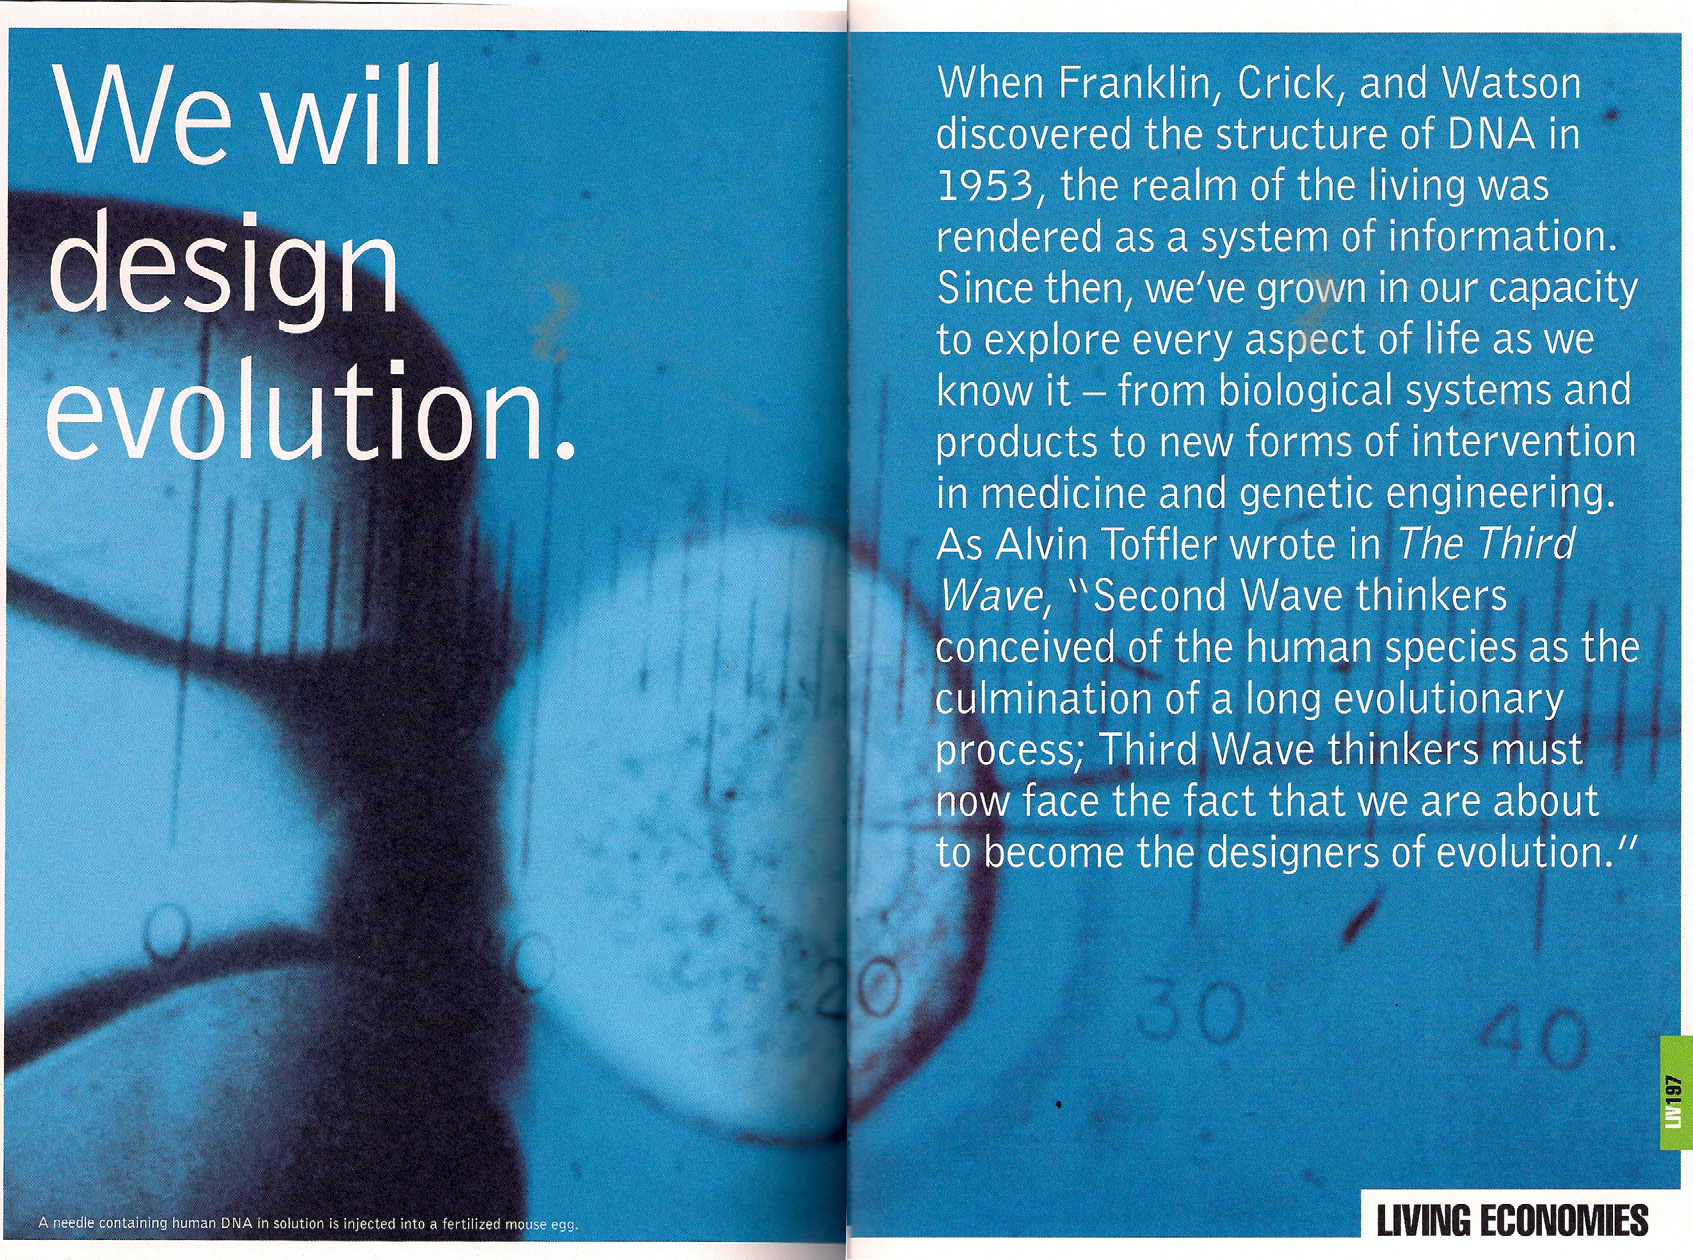 We will
design
evolution.
A needle containing human DNA in solution is injected into a fertilized mouse egg.
When Franklin, Crick, and Watson
discovered the structure of DNA in
1953, the realm of the living was
rendered as a system of information.
Since then, we’ve grown in our capacity
to explore every aspect of life as we
know it – from biological systems and
products to new forms of intervention
in medicine and genetic engineering.
As Alvin Toffler wrote in The Third
Wave, “Second Wave thinkers
conceived of the human species as the
culmination of a long evolutionary
process; Third Wave thinkers must
now face the fact that we are about
to become the designers of evolution.”
0
20
30
40
LIV197
LIVING ECONOMIES